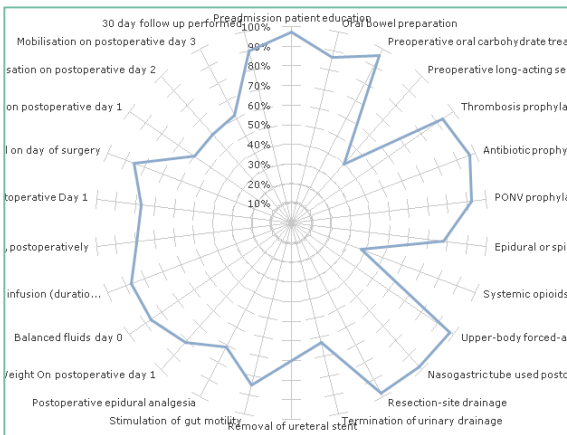 Preadmission patient education
30 day follow up performed
Oral bowel preparation
100%
Mobilisation on postoperative day 3
Preoperative oral carbohydrate trea
90%
80%
sation on postoperative day 2
Preoperative long-acting se
70%
60%
on postoperative day 1
Thrombosis prophyla
50%
40%
l on day of surgery
Antibiotic prophy
30%
20%
toperative Day 1
PONV prophyla
10%
, postoperatively
Epidural or spi
infusion (duratio...
Systemic opioids
Balanced fluids day 0
Upper-body forced-a
Weight On postoperative day 1
Nasogastric tube used posto
Postoperative epidural analgesia
Resection-site drainage
Stimulation of gut motility
Termination of urinary drainage
Removal of ureteral stent